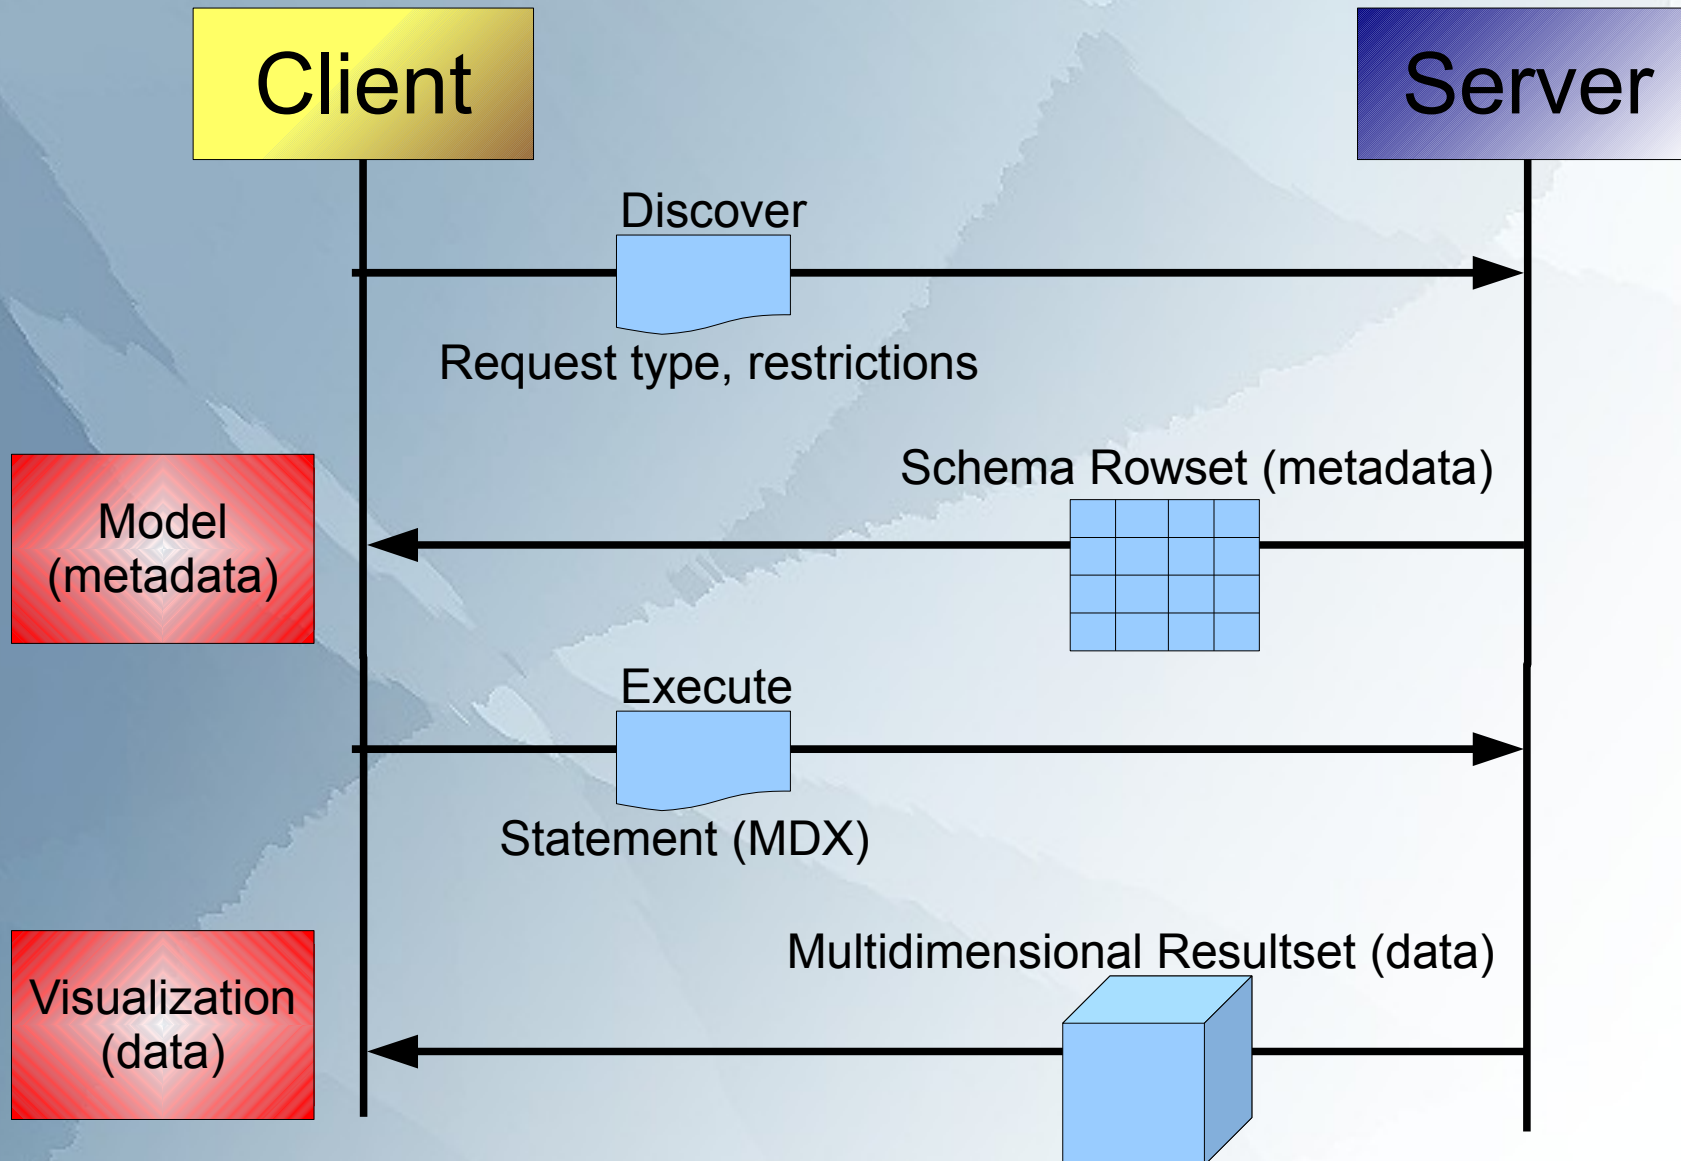 Client
Server
Discover
Request type, restrictions
Schema Rowset (metadata)
Model
(metadata)
Execute
Statement (MDX)
Multidimensional Resultset (data)
Visualization
(data)